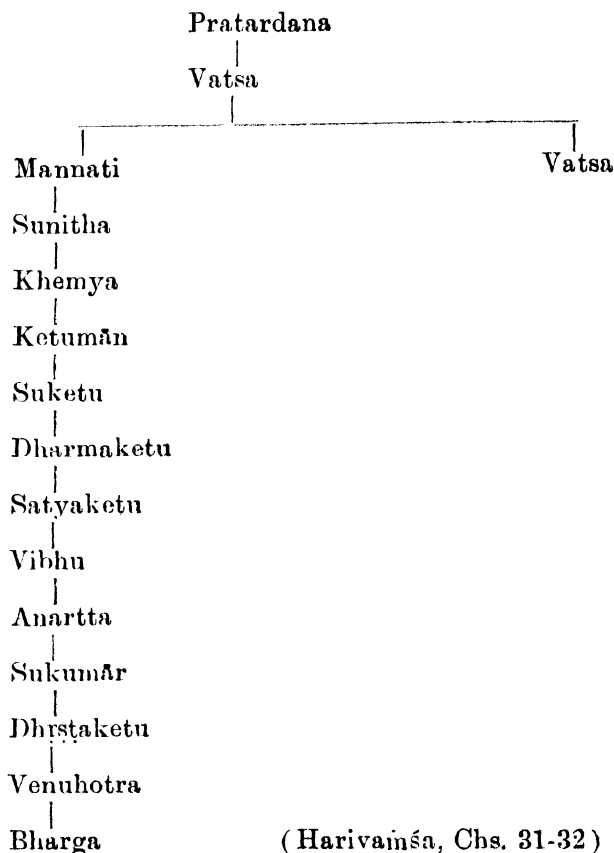 Pratardana
Vatsa
Mannati Vatsa
Sunitha
Khemya
Ketumān
Suketu
Dharmaketu
Satyaketu
Vibhu
Anartta
Sukumār
Dhṛṣṭaketu
Venuhotra
Bharga (Harivaṁśa, Chs. 31-32)